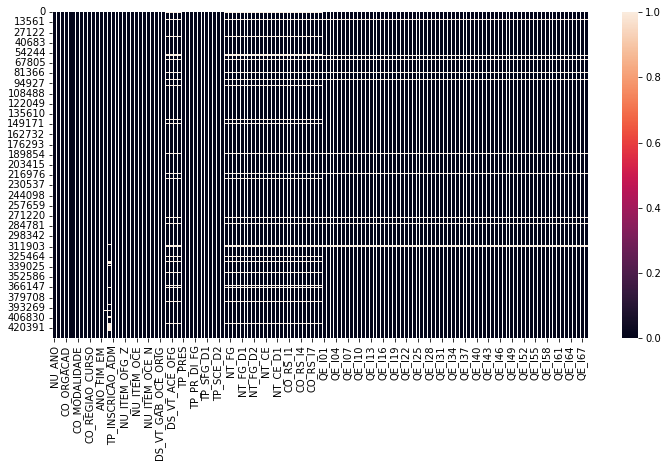 0
13561
27122
40683
54244
67805
81366
94927
108488
122049
135610
149171
162732
176293
189854
203415
216976
230537
244098
257659
271220
284781
298342
311903
325464
339025
352586
366147
379708
393269
406830
420391
NU_ANO
CO_ORGACAD
CO_MODALIDADE
CO_REGIAO_CURSO
ANO_FIM_EM
TP_INSCRICAO_ADM
NU_ITEM_OFG_Z
NU_ITEM_OCE
NU_ITEM_OCE_N
DS_VT_GAB_OCE_ORIG
DS_VT_ACE_OFG
TP_PRES
TP_PR_DI_FG
TP_SFG_D1
TP_SCE_D2
NT_FG
NT_FG_D1
NT_FG_D2
NT_CE
NT_CE_D1
CO_RS_I1
CO_RS_I4
CO_RS_I7
QE_I01
QE_I04
QE_I07
QE_I10
QE_I13
QE_I16
QE_I19
QE_I22
QE_I25
QE_I28
QE_I31
QE_I34
QE_I37
QE_I40
QE_I43
QE_I46
QE_I49
QE_I52
QE_I55
QE_I58
QE_I61
QE_I64
QE_I67
1.0
0.8
0.6
0.4
0.2
0.0